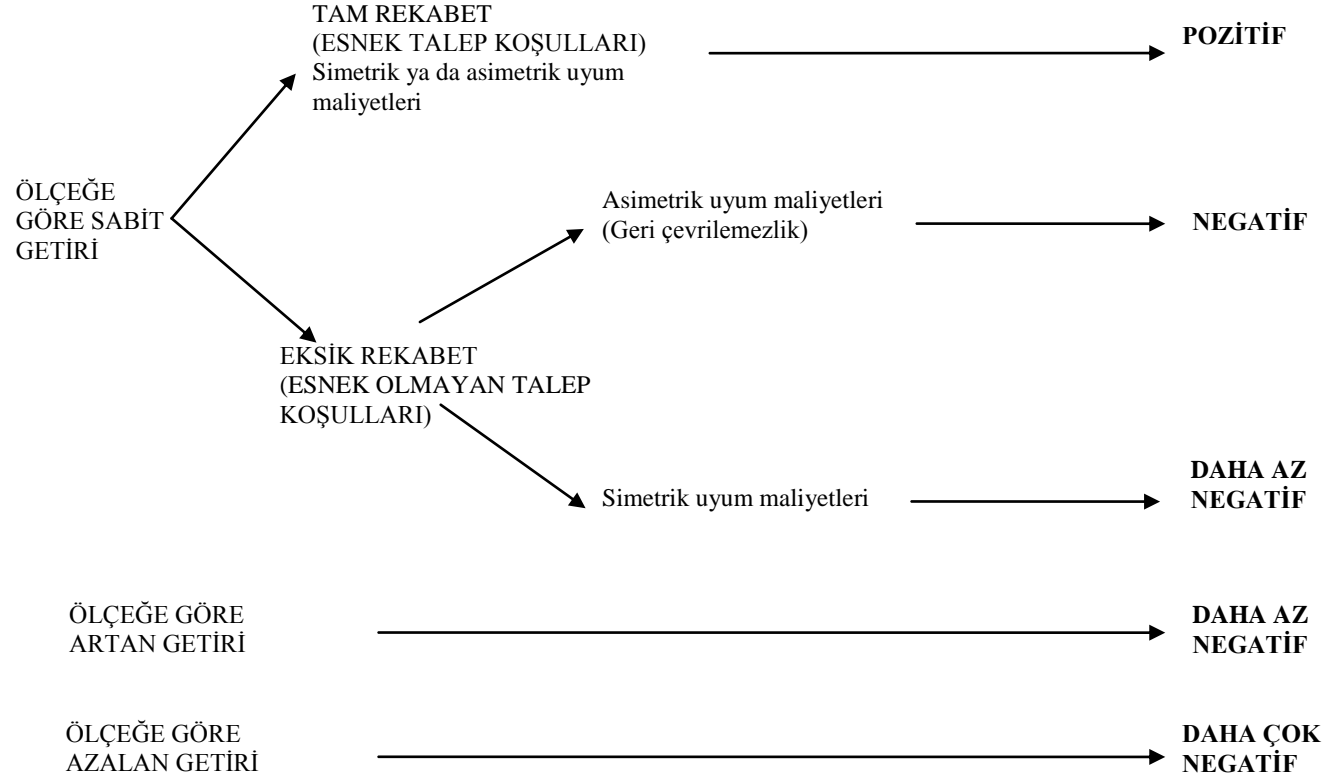 TAM REKABET
(ESNEK TALEP KOŞULLARI)
Simetrik ya da asimetrik uyum
maliyetleri
POZİTİF
ÖLÇEĞE
GÖRE SABİT
GETİRİ
Asimetrik uyum maliyetleri
(Geri çevrilemezlik)
NEGATİF
EKSİK REKABET
(ESNEK OLMAYAN TALEP
KOŞULLARI)
Simetrik uyum maliyetleri
DAHA AZ
NEGATİF
ÖLÇEĞE GÖRE
ARTAN GETİRİ
DAHA AZ
NEGATİF
ÖLÇEĞE GÖRE
AZALAN GETİRİ
DAHA ÇOK
NEGATİF